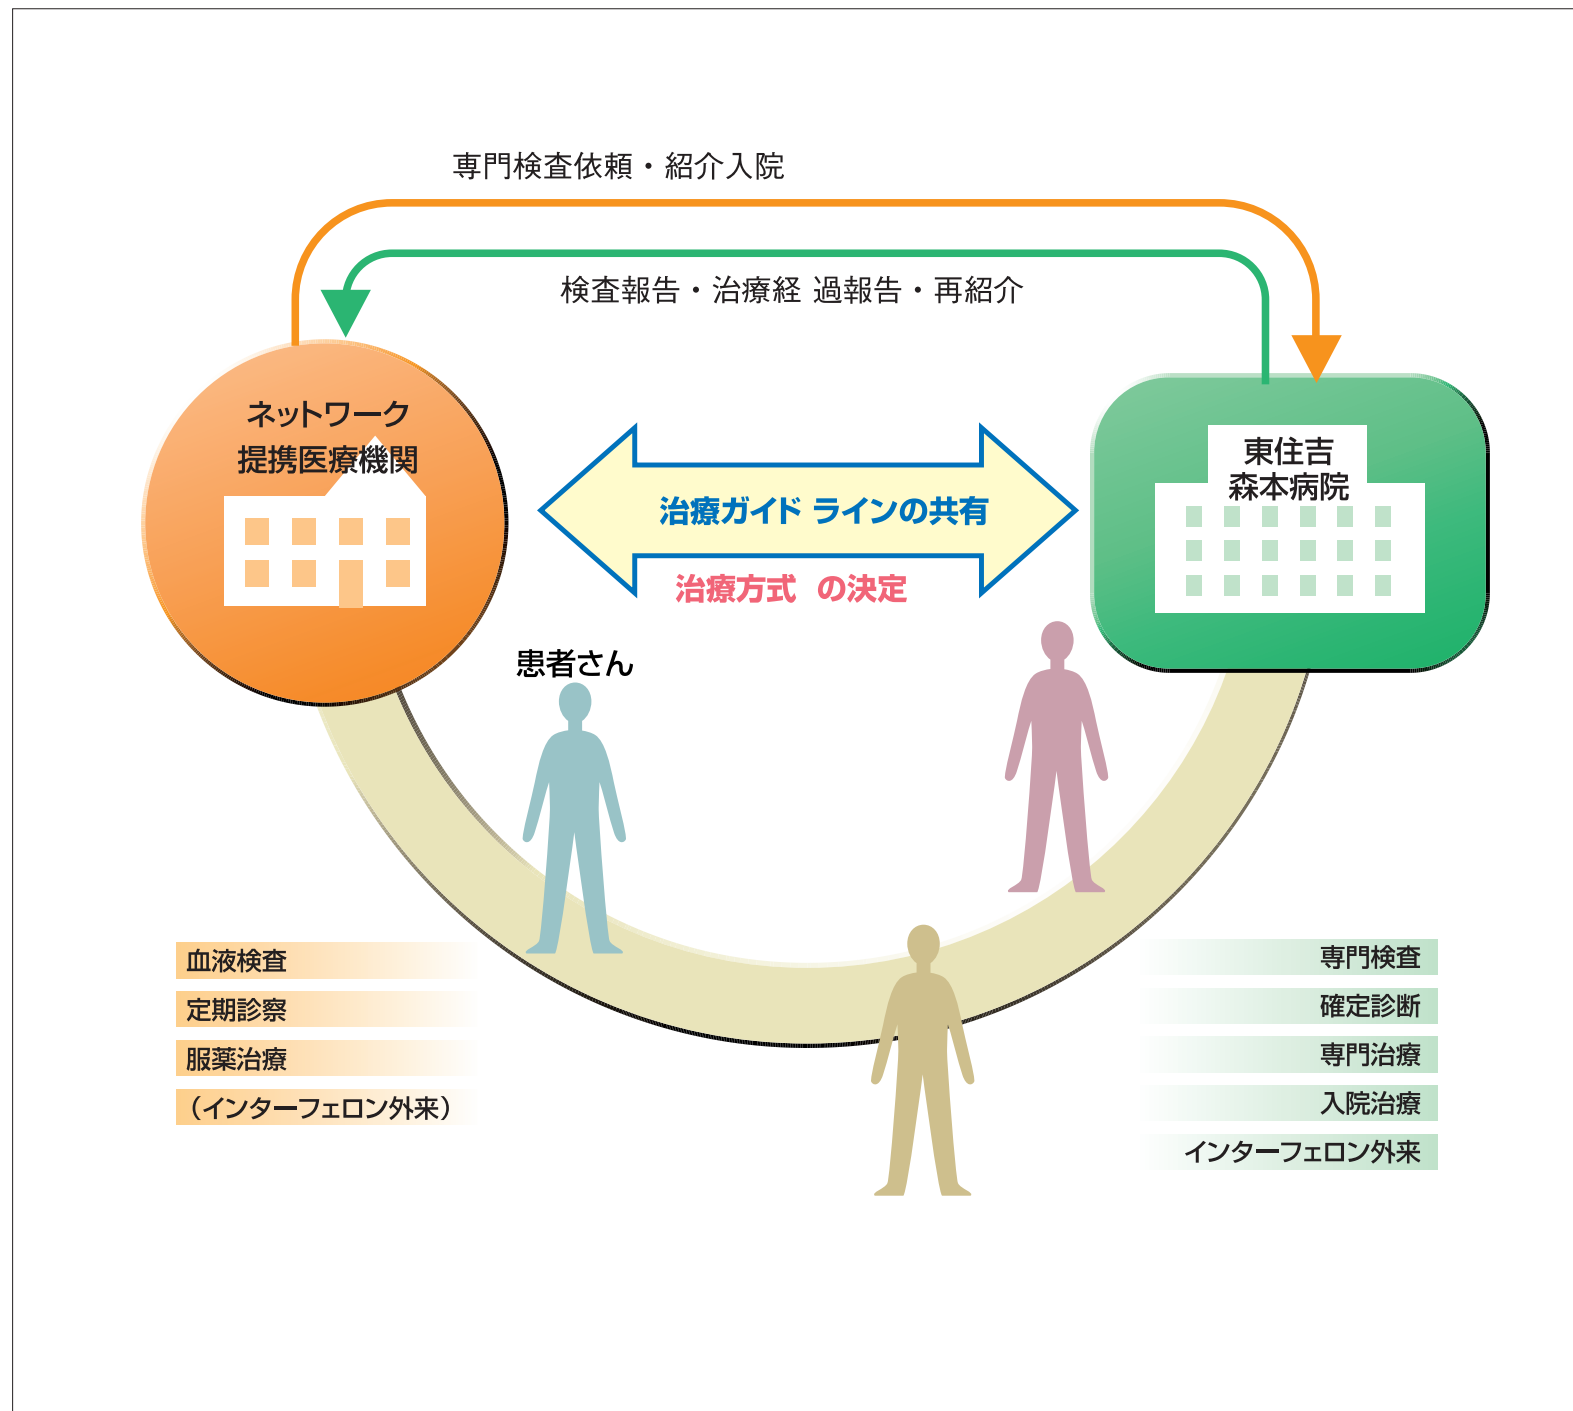 専門検査依頼・紹介入院
検査報告・治療経 過報告・再紹介
ネットワーク
提携医療機関
東住吉
森本病院
治療ガイド ラインの共有
治療方式 の決定
患者さん
血液検査
定期診察
服薬治療
（インターフェロン外来）
専門検査
確定診断
専門治療
入院治療
インターフェロン外来